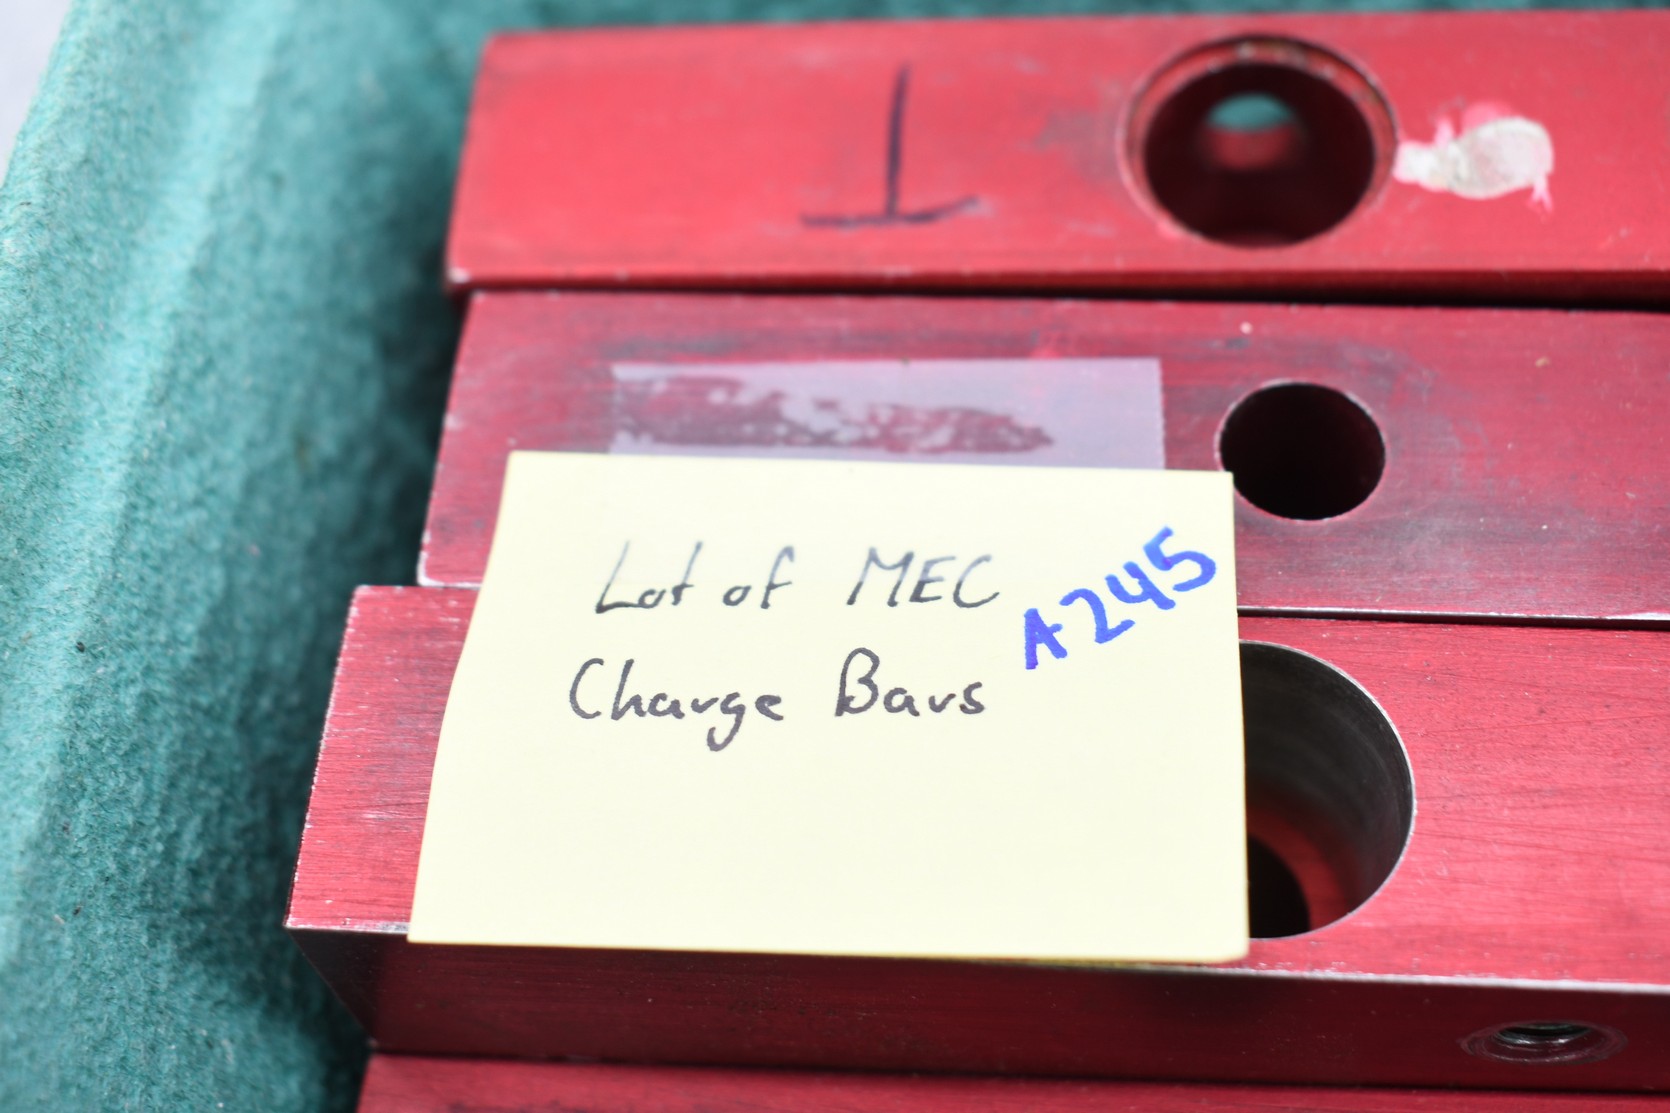 T
Lot of MEC
Charge Bars
A245